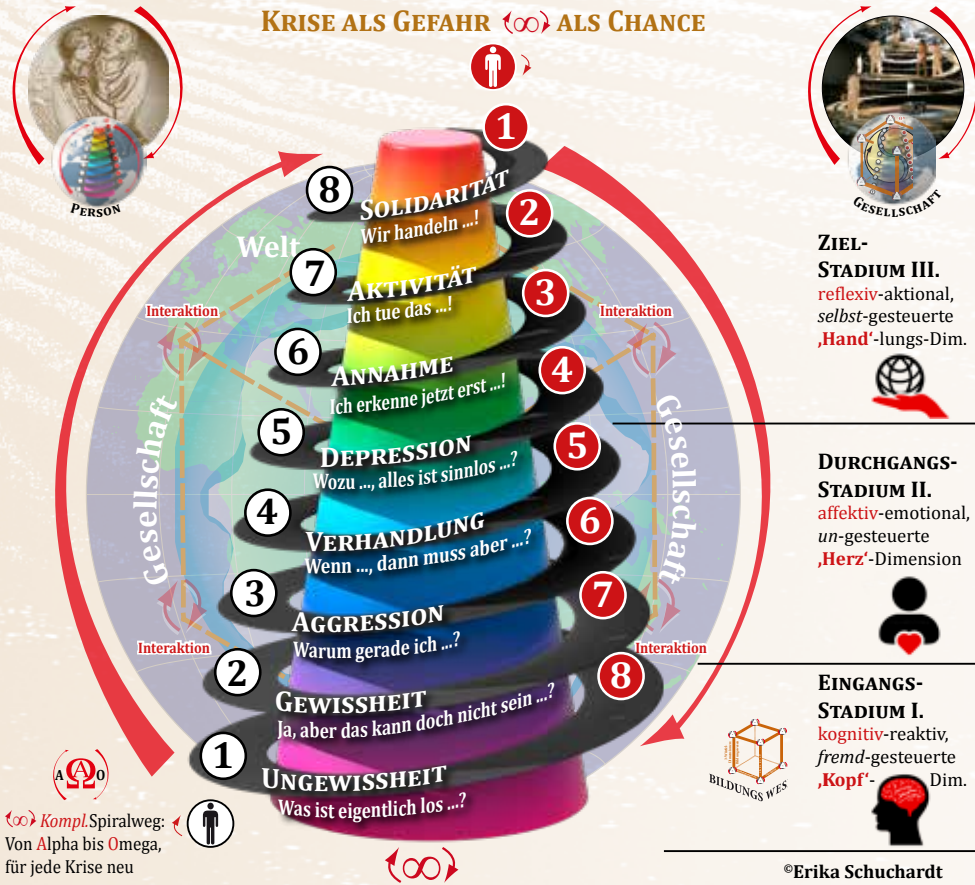 KRISE ALS GEFAHR (∞) ALS CHANCE
PERSON
GESELLSCHAFT
Welt
Interaktion
Interaktion
Gesellschaft
Gesellschaft
Interaktion
Interaktion
1
8
SOLIDARITÄT
Wir handeln ...!
2
7
AKTIVITÄT
Ich tue das ...!
3
6
ANNAHME
Ich erkenne jetzt erst ...!
4
5
DEPRESSION
Wozu ..., alles ist sinnlos ...?
5
4
VERHANDLUNG
Wenn ..., dann muss aber ...?
6
3
AGGRESSION
Warum gerade ich ...?
7
2
GEWISSHEIT
Ja, aber das kann doch nicht sein ...?
8
1
UNGEWISSHEIT
Was ist eigentlich los ...?
(∞)
ZIEL-
STADIUM III.
reflexiv-aktional,
selbst-gesteuerte
‚Hand'-lungs-Dim.
DURCHGANGS-
STADIUM II.
affektiv-emotional,
un-gesteuerte
‚Herz'-Dimension
EINGANGS-
STADIUM I.
kognitiv-reaktiv,
fremd-gesteuerte
‚Kopf'- Dim.
BILDUNGS WES
A Ω O
(∞) Kompl.Spiralweg:
Von Alpha bis Omega,
für jede Krise neu
©Erika Schuchardt